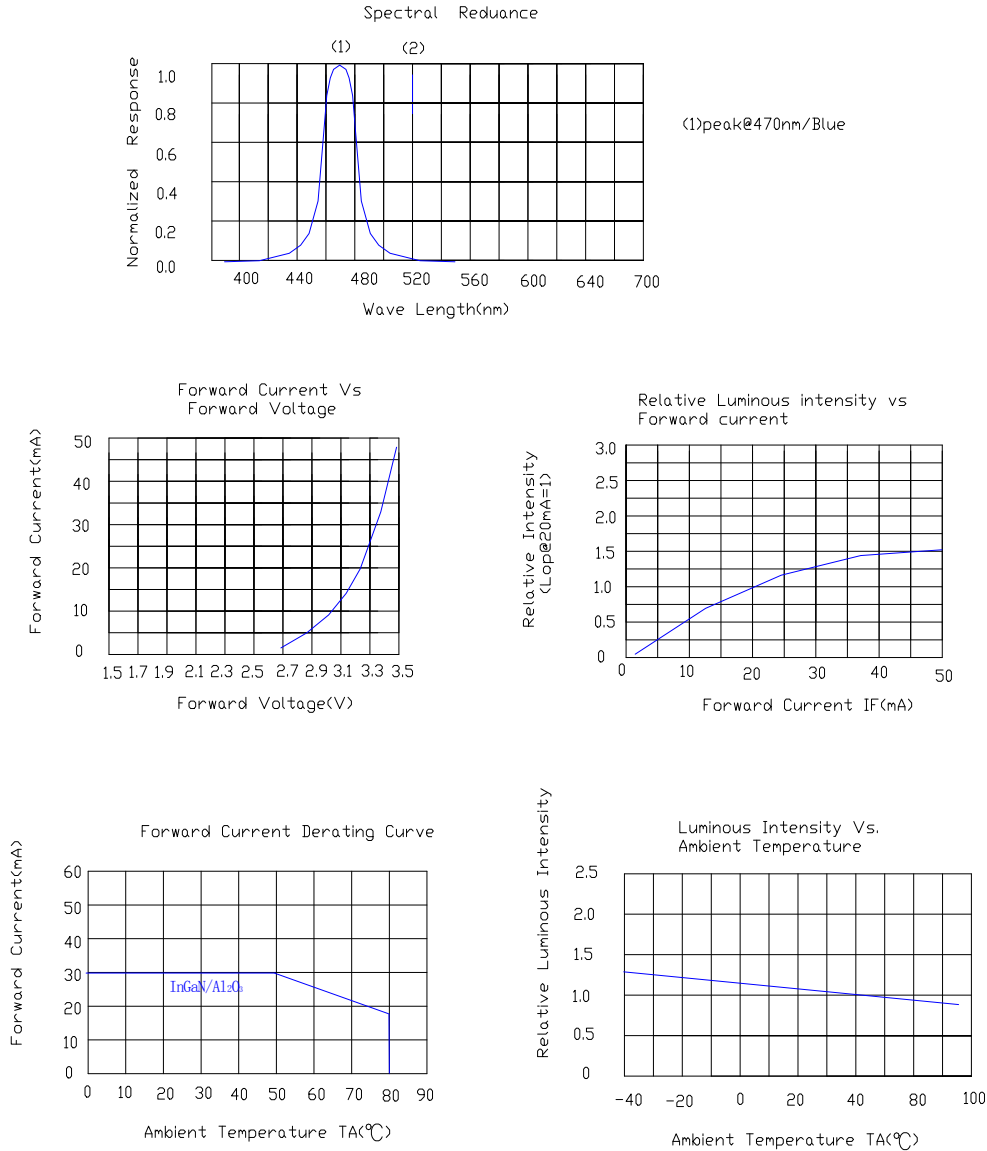 Spectral Reduance
(1)
(2)
Normalized Response
1.0
0.8
0.6
0.4
0.2
0.0
400 440 480 520 560 600 640 700
Wave Length(nm)
(1)peak@470nm/Blue
Forward Current Vs
Forward Voltage
Forward Current(mA)
50
40
30
20
10
0
1.5 1.7 1.9 2.1 2.3 2.5 2.7 2.9 3.1 3.3 3.5
Forward Voltage(V)
Relative Luminous intensity vs
Forward current
Relative Intensity
(Lop@20mA=1)
3.0
2.5
2.0
1.5
1.0
0.5
0
0 10 20 30 40 50
Forward Current IF(mA)
Forward Current Derating Curve
Forward Current(mA)
60
50
40
30
20
10
0
InGaN/Al₂O₃
0 10 20 30 40 50 60 70 80 90
Ambient Temperature TA(℃)
Luminous Intensity Vs.
Ambient Temperature
Relative Luminous Intensity
2.5
2.0
1.5
1.0
0.5
0
-40 -20 0 20 40 60 80 100
Ambient Temperature TA(℃)